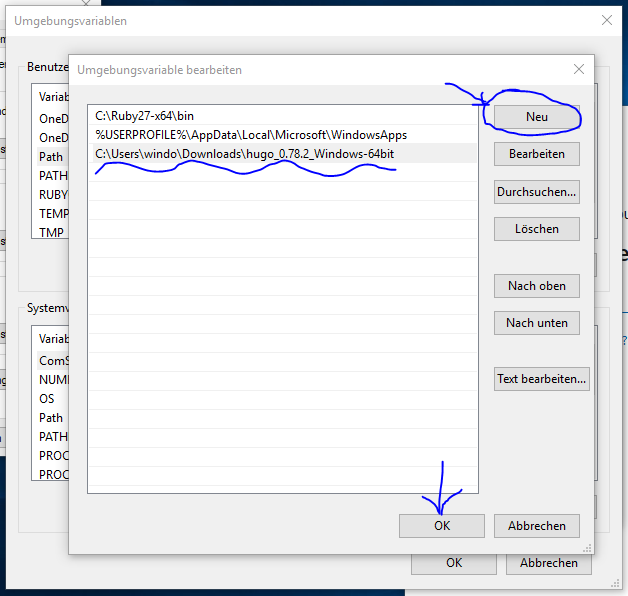 Umgebungsvariablen
Umgebungsvariable bearbeiten
C:\Ruby27-x64\bin
%USERPROFILE%\AppData\Local\Microsoft\WindowsApps
C:\Users\windo\Downloads\hugo_0.78.2_Windows-64bit
Neu
Bearbeiten
Durchsuchen...
Löschen
Nach oben
Nach unten
Text bearbeiten...
OK
Abbrechen
Benutze
Variab
OneD
OneD
Path
PATH
RUBY
TEMP
TMP
Systemv
Variab
ComS
NUM
OS
Path
PATH
PROC
PROC
OK
Abbrechen